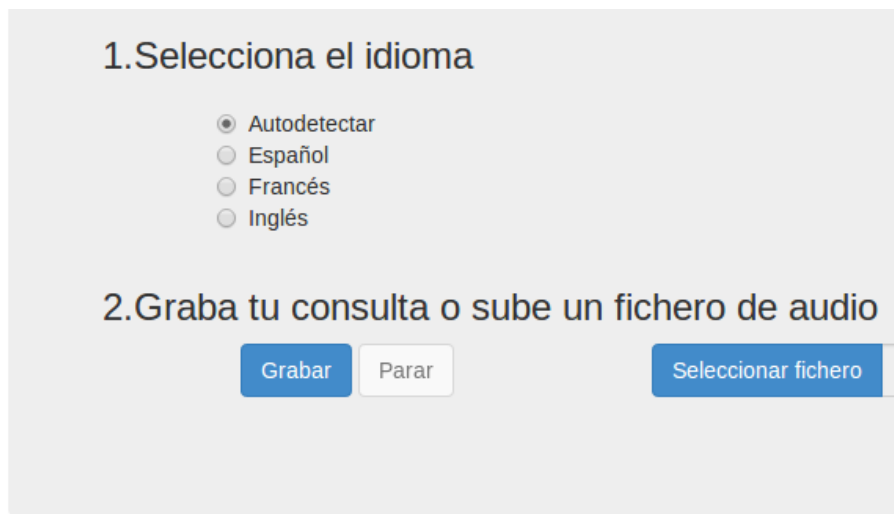 1.Selecciona el idioma
Autodetectar
Español
Francés
Inglés
2.Graba tu consulta o sube un fichero de audio
Grabar Parar Seleccionar fichero